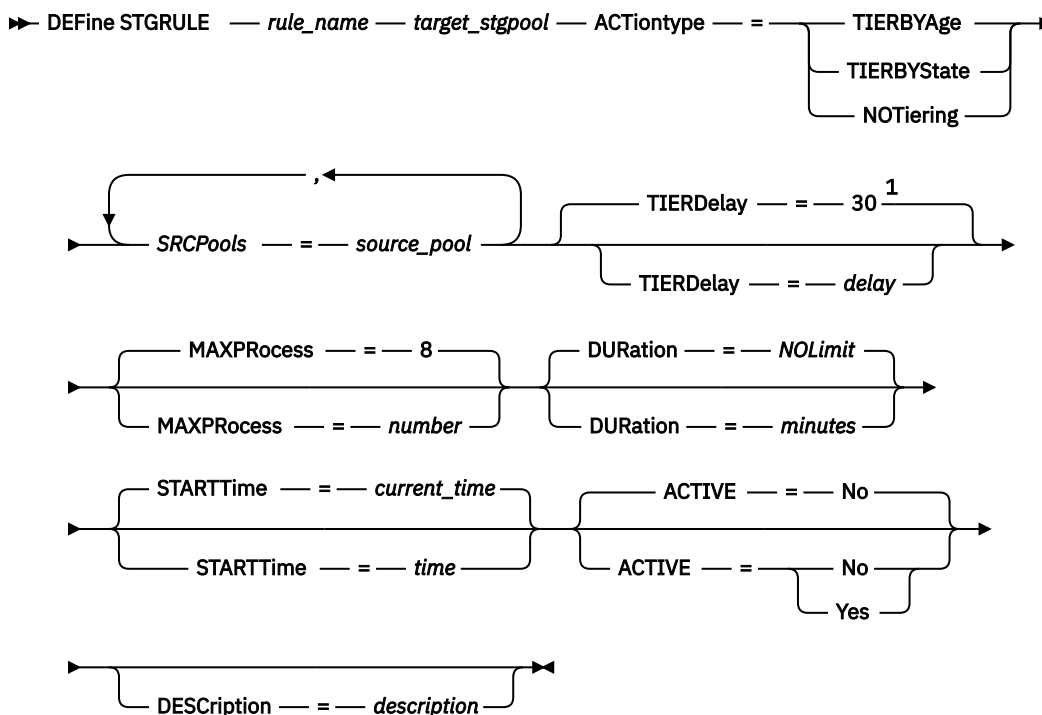 DEFine STGRULE rule_name target_stgpool ACTiontype = TIERBYAge
TIERBYState
NOTiering
,
SRCPools = source_pool
TIERDelay = 30 1
TIERDelay = delay
MAXPRocess = 8
MAXPRocess = number
DURation = NOLimit
DURation = minutes
STARTTime = current_time
STARTTime = time
ACTIVE = No
ACTIVE = No
Yes
DESCription = description